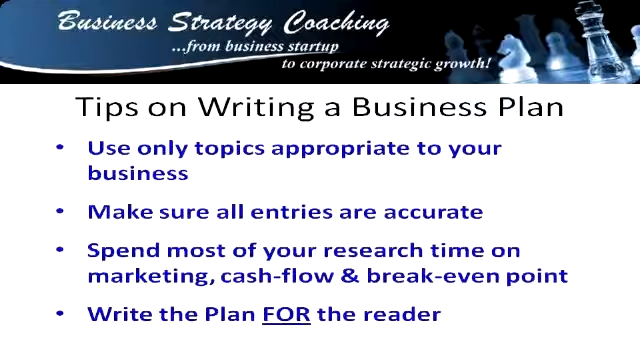 Business Strategy Coaching
...from business startup
to corporate strategic growth!
Tips on Writing a Business Plan
• Use only topics appropriate to your
business
• Make sure all entries are accurate
• Spend most of your research time on
marketing, cash-flow & break-even point
• Write the Plan FOR the reader